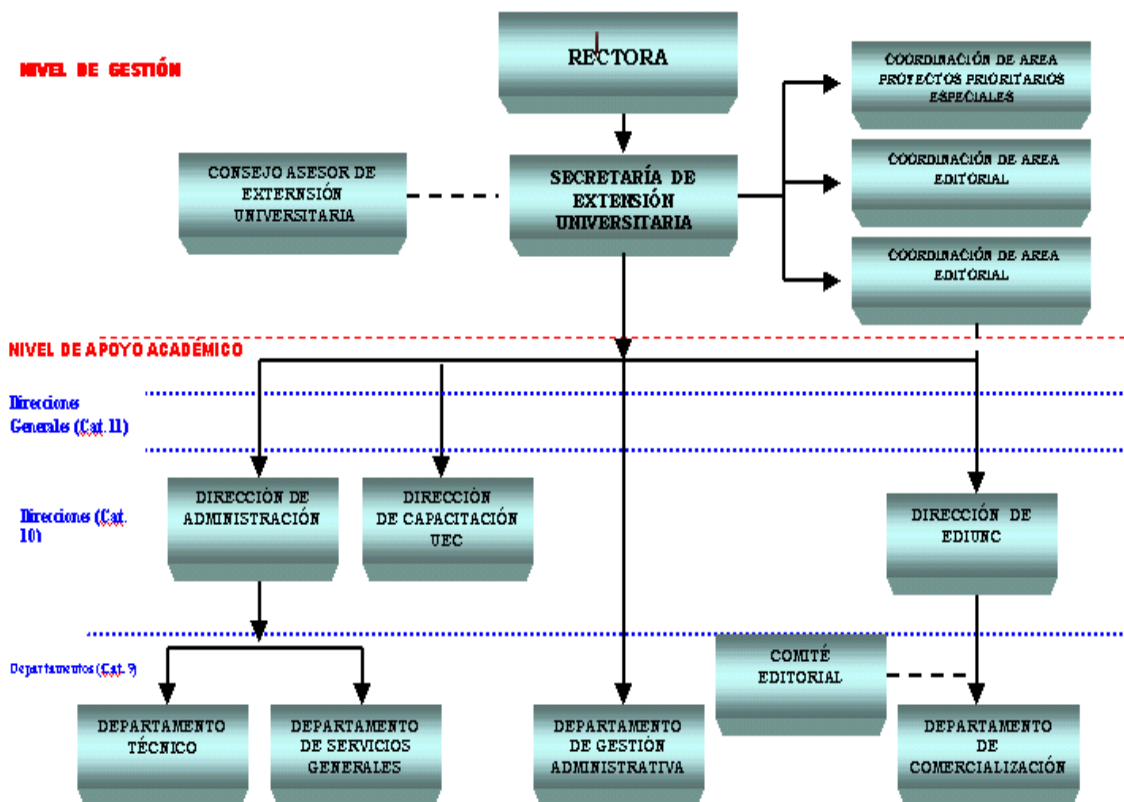 RECTORA
NIVEL DE GESTIÓN
COORDINACIÓN DE AREA
PROYECTOS PRIORITARIOS
ESPECIALES
CONSEJO ASESOR DE
EXTERNSIÓN
UNIVERSITARIA
SECRETARÍA DE
EXTENSIÓN
UNIVERSITARIA
COORDINACIÓN DE AREA
EDITORIAL
COORDINACIÓN DE AREA
EDITORIAL
NIVEL DE APOYO ACADÉMICO
Direcciones
Generales (Cat. 11)
Direcciones (Cat.
10)
DIRECCIÓN DE
ADMINISTRACIÓN
DIRECCIÓN
DE CAPACITACIÓN
UEC
DIRECCIÓN DE
EDIUNC
Departamentos (Cat. 9)
COMITÉ
EDITORIAL
DEPARTAMENTO
TÉCNICO
DEPARTAMENTO
DE SERVICIOS
GENERALES
DEPARTAMENTO
DE GESTIÓN
ADMINISTRATIVA
DEPARTAMENTO
DE
COMERCIALIZACIÓN